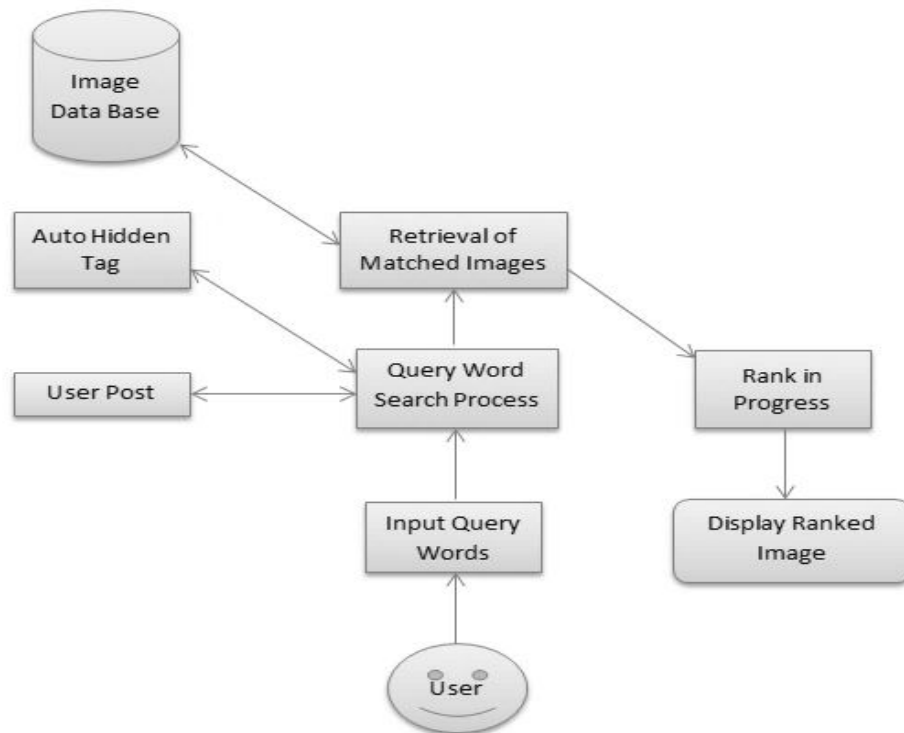 Image
Data Base
Auto Hidden
Tag
Retrieval of
Matched Images
User Post
Query Word
Search Process
Rank in
Progress
Input Query
Words
Display Ranked
Image
User